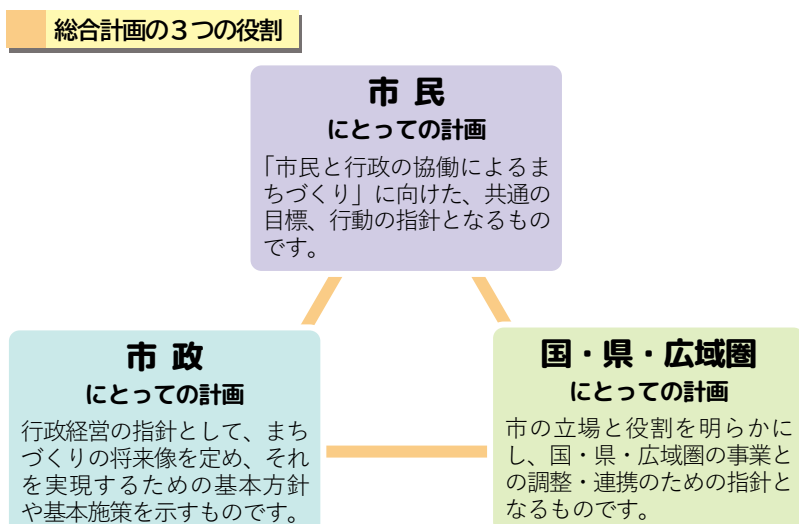 総合計画の３つの役割
市 民
にとっての計画
「市民と行政の協働によるま
ちづくり」に向けた、共通の
目標、行動の指針となるもの
です。
市 政
にとっての計画
行政経営の指針として、まち
づくりの将来像を定め、それ
を実現するための基本方針
や基本施策を示すものです。
国・県・広域圏
にとっての計画
市の立場と役割を明らかに
し、国・県・広域圏の事業と
の調整・連携のための指針と
なるものです。